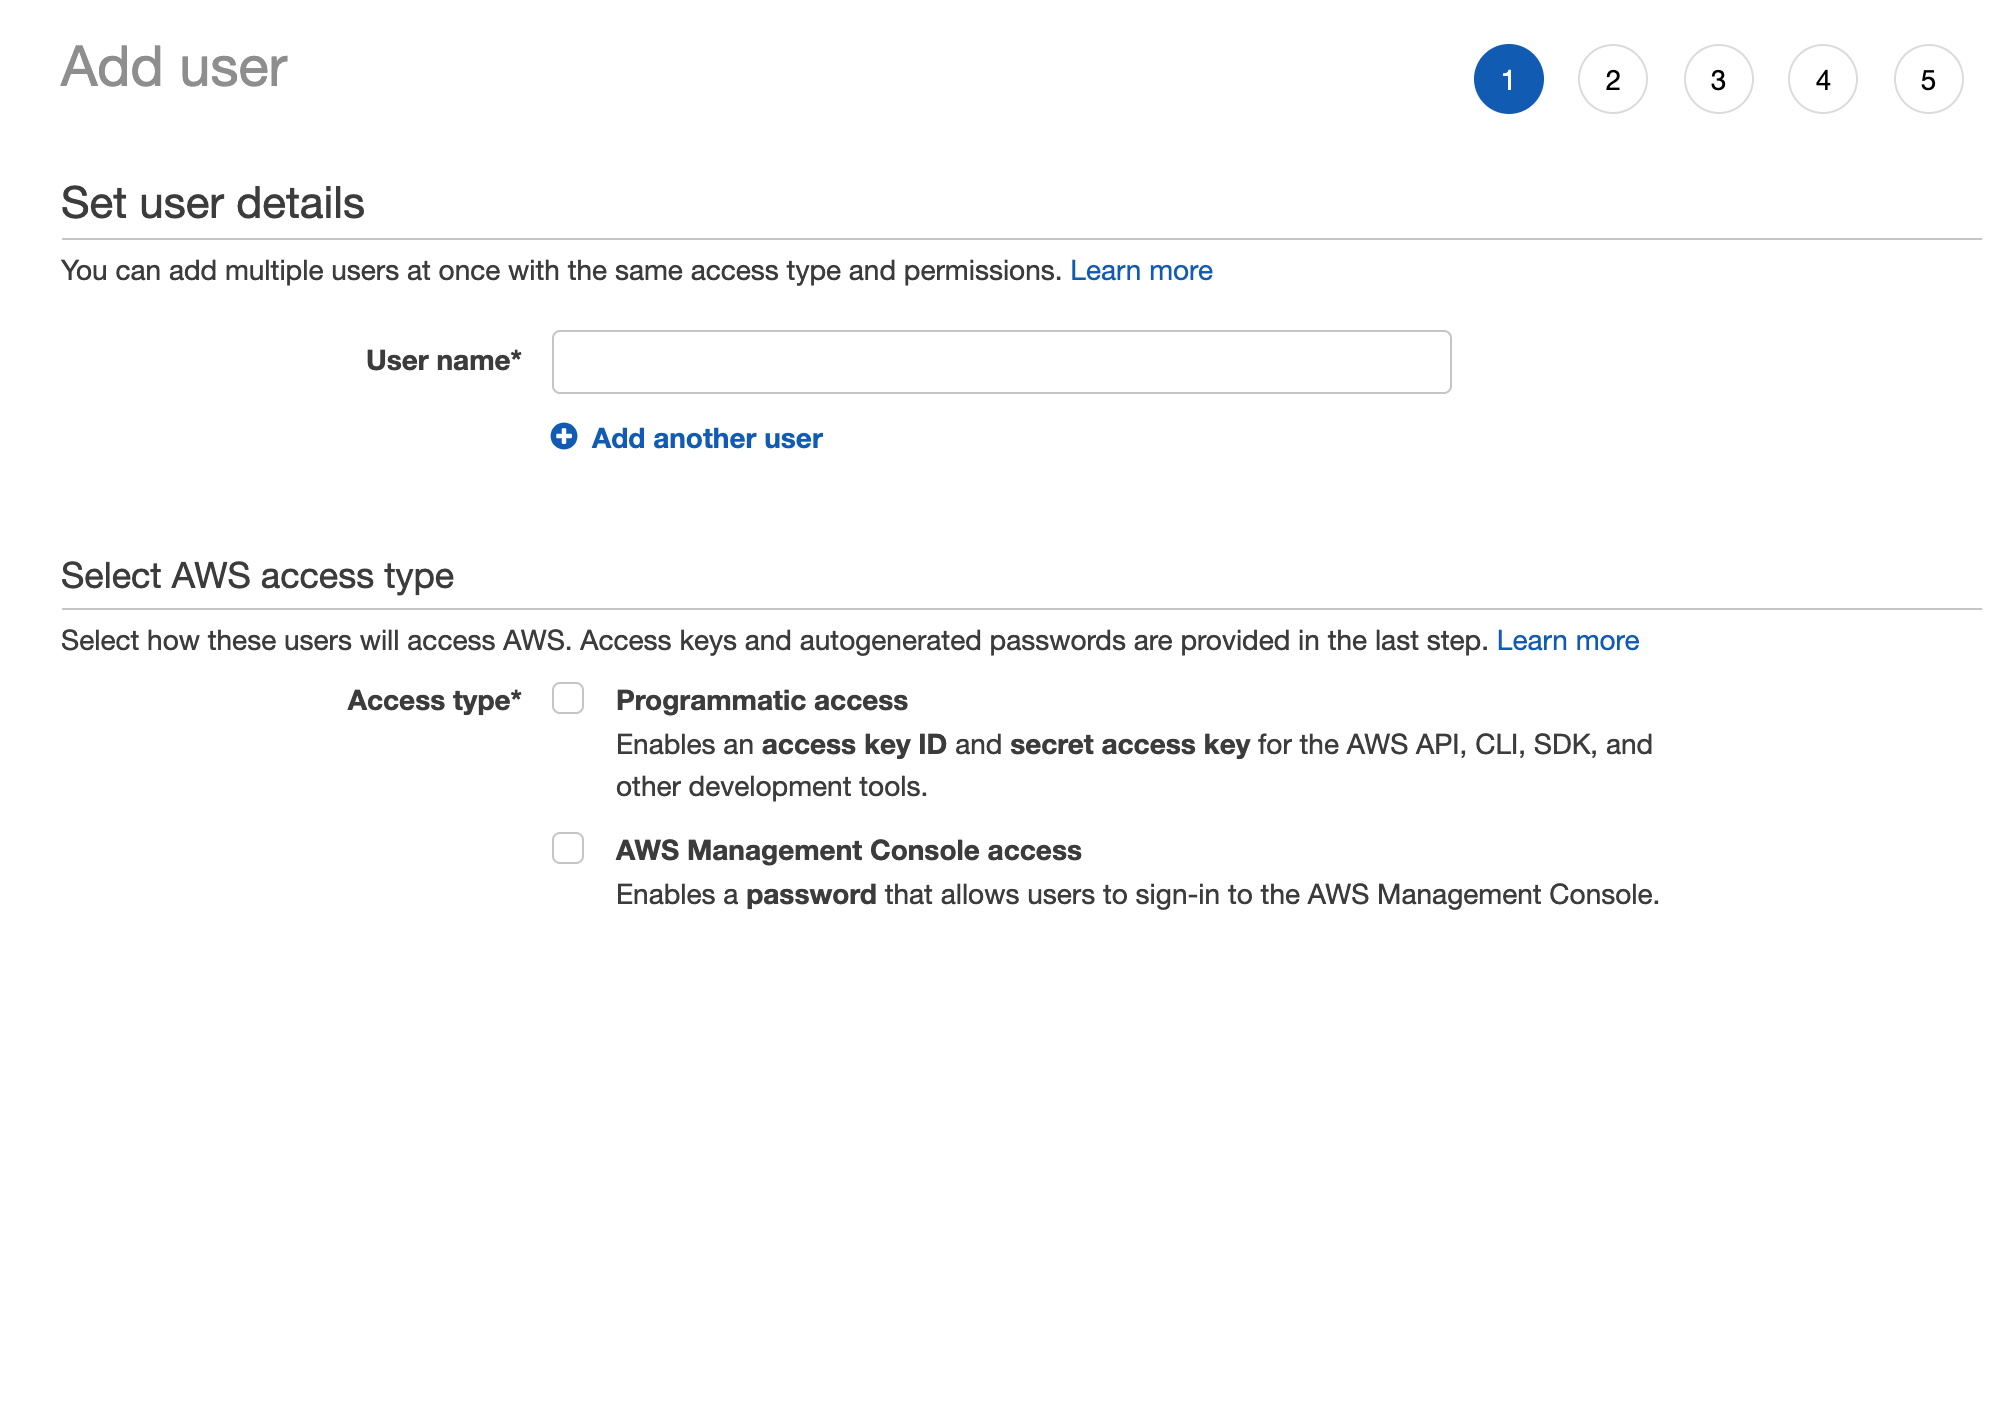 Add user
1 2 3 4 5
Set user details
You can add multiple users at once with the same access type and permissions. Learn more
User name*
Add another user
Select AWS access type
Select how these users will access AWS. Access keys and autogenerated passwords are provided in the last step. Learn more
Access type* Programmatic access
Enables an access key ID and secret access key for the AWS API, CLI, SDK, and
other development tools.
AWS Management Console access
Enables a password that allows users to sign-in to the AWS Management Console.